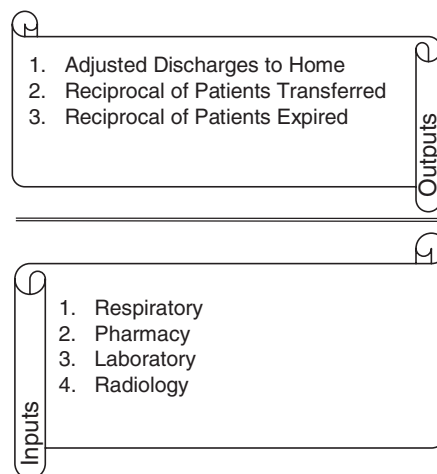 1. Adjusted Discharges to Home
2. Reciprocal of Patients Transferred
3. Reciprocal of Patients Expired
Outputs
1. Respiratory
2. Pharmacy
3. Laboratory
4. Radiology
Inputs